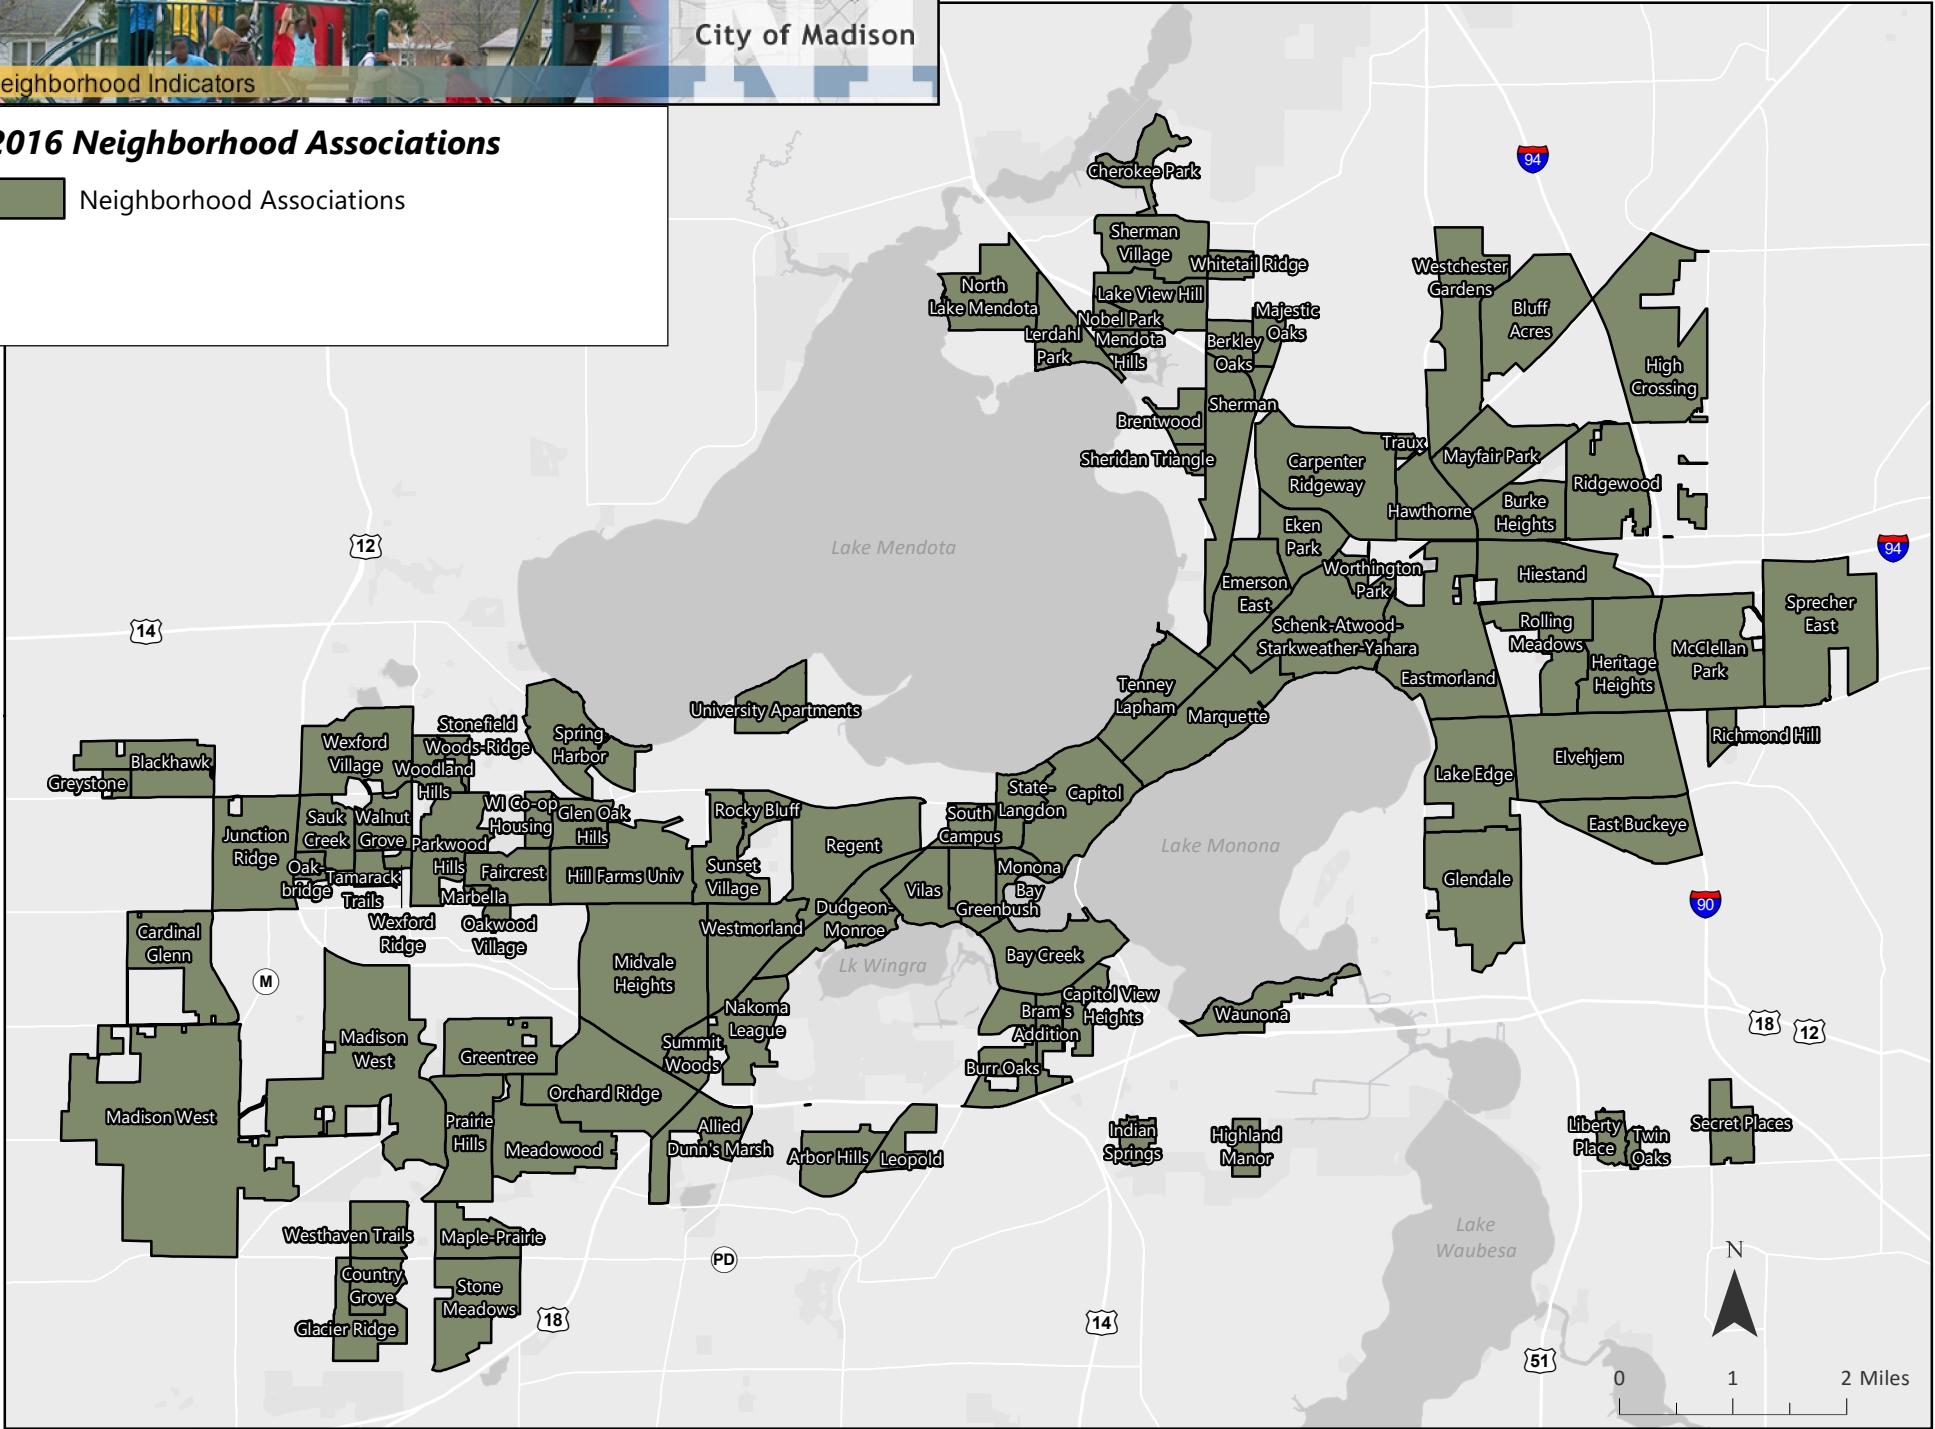 City of Madison
eighborhood Indicators
2016 Neighborhood Associations
Neighborhood Associations
94
Cherokee Park
Sherman
Village
Whitetail Ridge
North
Lake Mendota
Lake View Hill
Nobel Park
Lerdahl
Park
Mendota
Hills
Majestic
Oaks
Berkley
Oaks
Westchester
Gardens
Bluff
Acres
High
Crossing
Sherman
Brentwood
Sheridan Triangle
Traux
Carpenter
Ridgeway
Mayfair Park
Ridgewood
Hawthorne
Burke
Heights
Eken
Park
12
Lake Mendota
94
Emerson
East
Worthington
Park
Hiestand
Sprecher
East
14
Schenk-Atwood-
Starkweather-Yahara
Rolling
Meadows
Heritage
Heights
McClellan
Park
Eastmorland
Tenney
Lapham
Marquette
University Apartments
Richmond Hill
Stonefield
Woods-Ridge
Spring
Harbor
Wexford
Village
Woodland
Hills
Blackhawk
Greystone
Elvehjem
Lake Edge
State-
Langdon
Capitol
South
Campus
East Buckeye
Lake Monona
Rocky Bluff
WI Co-op
Housing
Glen Oak
Hills
Sauk
Creek
Walnut
Grove
Parkwood
Hills
Junction
Ridge
Regent
Oak-
bridge
Tamarack
Trails
Faircrest
Hill Farms Univ
Sunset
Village
Monona
Bay
Vilas
Greenbush
Glendale
90
Marbella
Wexford
Ridge
Oakwood
Village
Westmorland
Dudgeon-
Monroe
Cardinal
Glenn
Midvale
Heights
Lk Wingra
Bay Creek
M
Capitol View
Heights
Bram's
Addition
Nakoma
League
Waunona
18
12
Madison
West
Greentree
Summit
Woods
Burr Oaks
Orchard Ridge
Madison West
Prairie
Hills
Meadowood
Allied
Dunn's Marsh
Arbor Hills
Leopold
Indian
Springs
Highland
Manor
Liberty
Place
Twin
Oaks
Secret Places
Westhaven Trails
Maple-Prairie
Lake
Waubesa
PD
Country
Grove
Stone
Meadows
Glacier Ridge
18
14
51
N
0 1 2 Miles